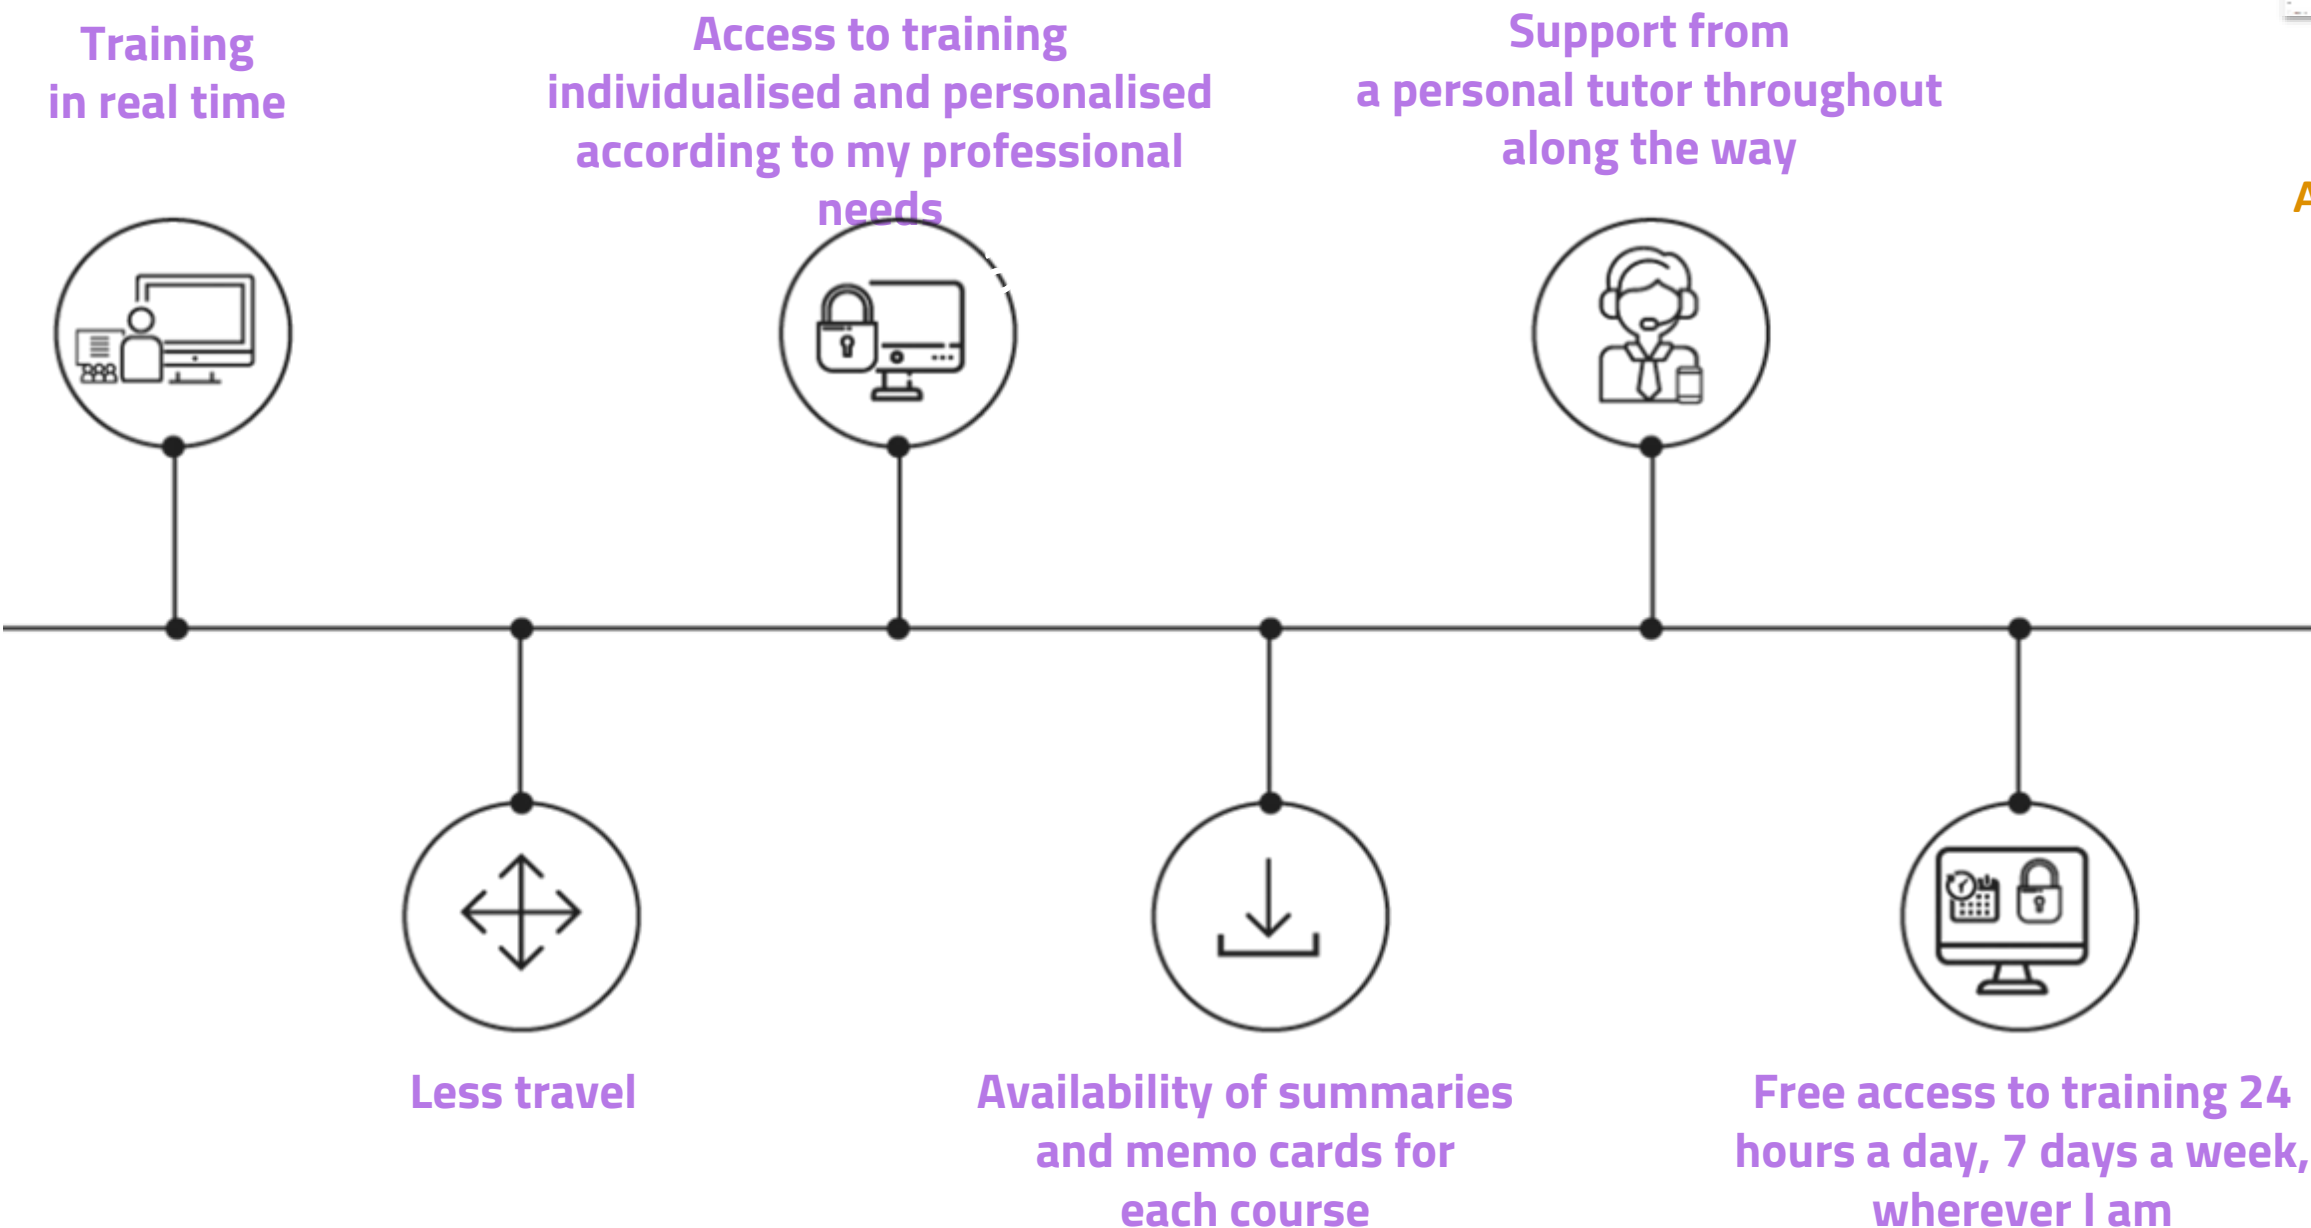 Training
in real time
Access to training
individualised and personalised
according to my professional
needs
Support from
a personal tutor throughout
along the way
A
Less travel
Availability of summaries
and memo cards for
each course
Free access to training 24
hours a day, 7 days a week,
wherever I am